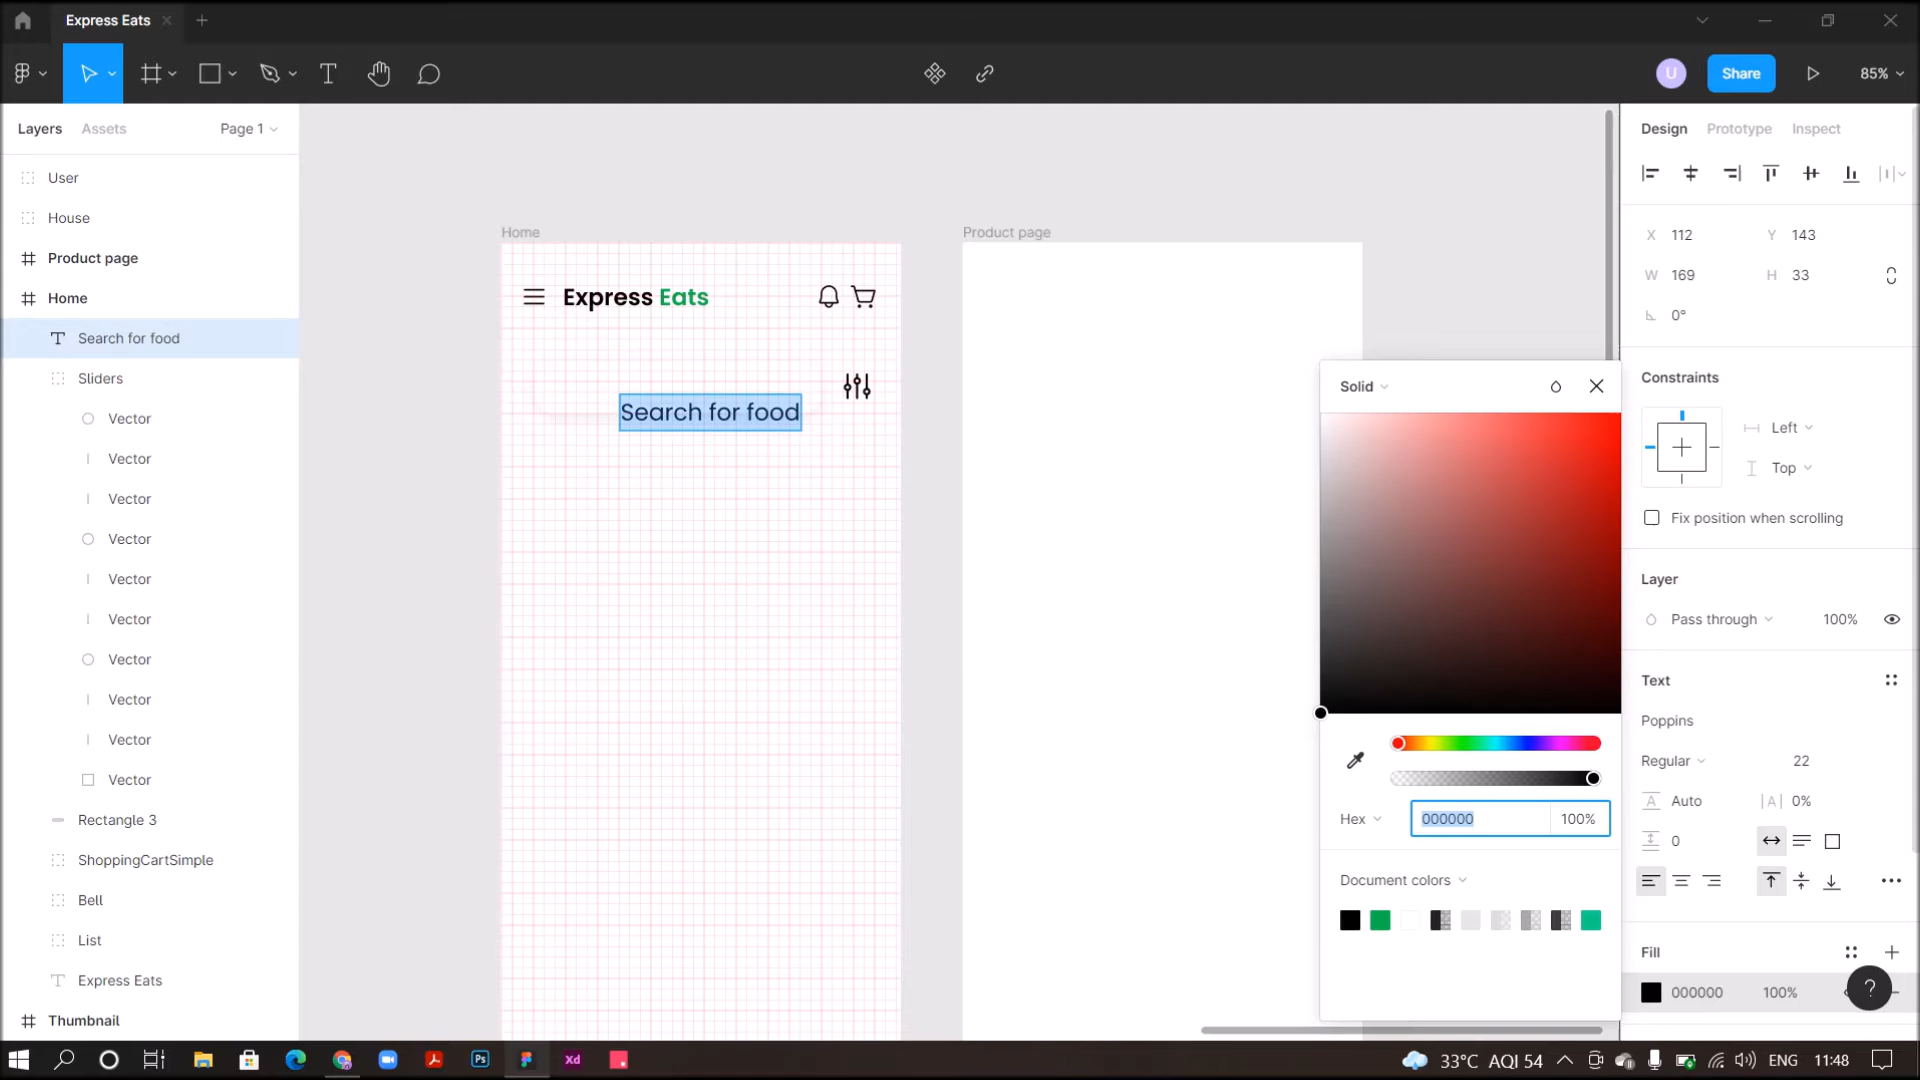 Express Eats
Share
85%
Layers
Assets
Page 1
User
House
Product page
Home
Search for food
Sliders
Vector
Vector
Vector
Vector
Vector
Vector
Vector
Vector
Vector
Vector
Rectangle 3
ShoppingCartSimple
Bell
List
Express Eats
Thumbnail
Home
Express Eats
Search for food
Product page
Solid
Hex
000000
100%
Document colors
U
Design
Prototype
Inspect
X 112
Y 143
W 169
H 33
0°
Constraints
Left
Top
Fix position when scrolling
Layer
Pass through
100%
Text
Poppins
Regular
22
A Auto
|A| 0%
0
Fill
000000
100%
?
Ps
Xd
33°C AQI 54
ENG
11:48